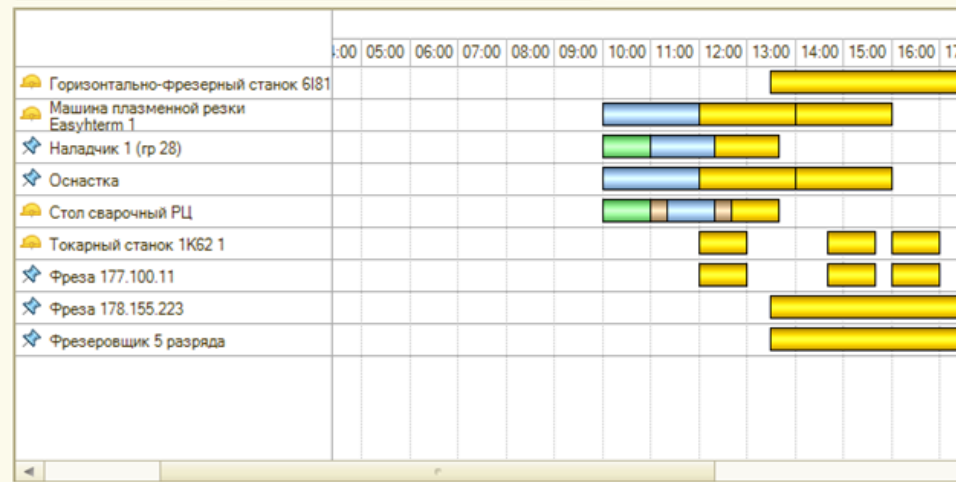 :00 05:00 06:00 07:00 08:00 09:00 10:00 11:00 12:00 13:00 14:00 15:00 16:00 17
Горизонтально-фрезерный станок 6I81
Машина плазменной резки
Easyhterm 1
Наладчик 1 (гр 28)
Оснастка
Стол сварочный РЦ
Токарный станок 1К62 1
Фреза 177.100.11
Фреза 178.155.223
Фрезеровщик 5 разряда